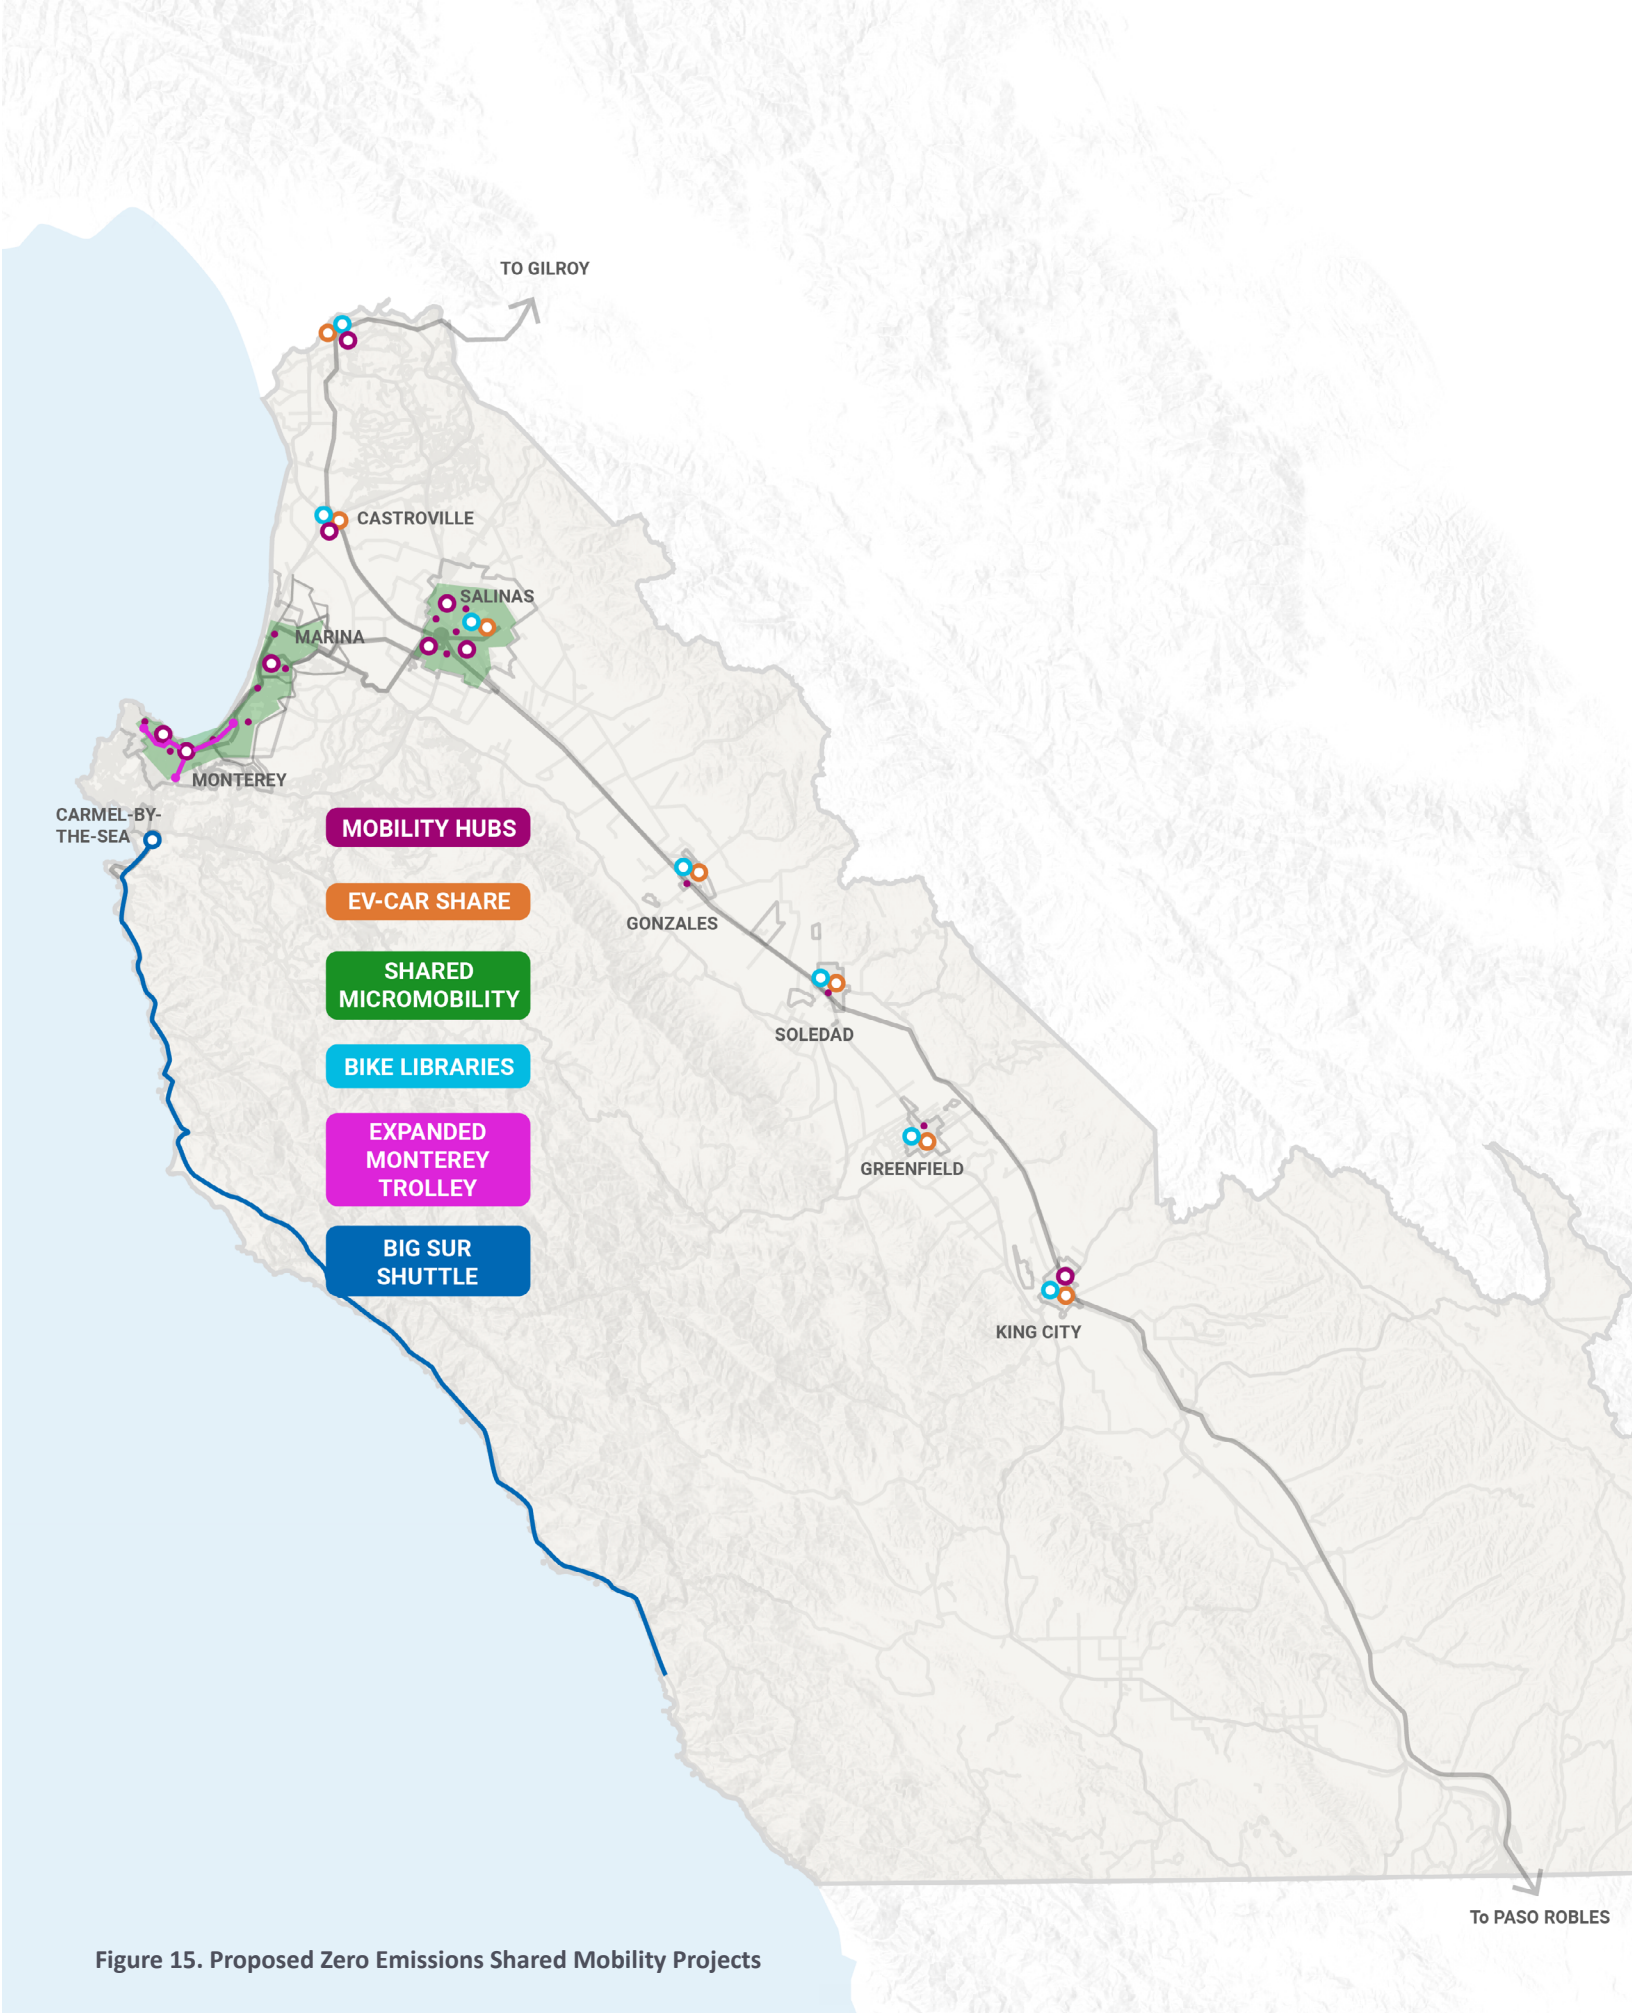 TO GILROY
CASTROVILLE
SALINAS
MARINA
MONTEREY
CARMEL-BY-
THE-SEA
MOBILITY HUBS
EV-CAR SHARE
GONZALES
SHARED
MICROMOBILITY
SOLEDAD
BIKE LIBRARIES
EXPANDED
MONTEREY
TROLLEY
GREENFIELD
BIG SUR
SHUTTLE
KING CITY
To PASO ROBLES
Figure 15. Proposed Zero Emissions Shared Mobility Projects